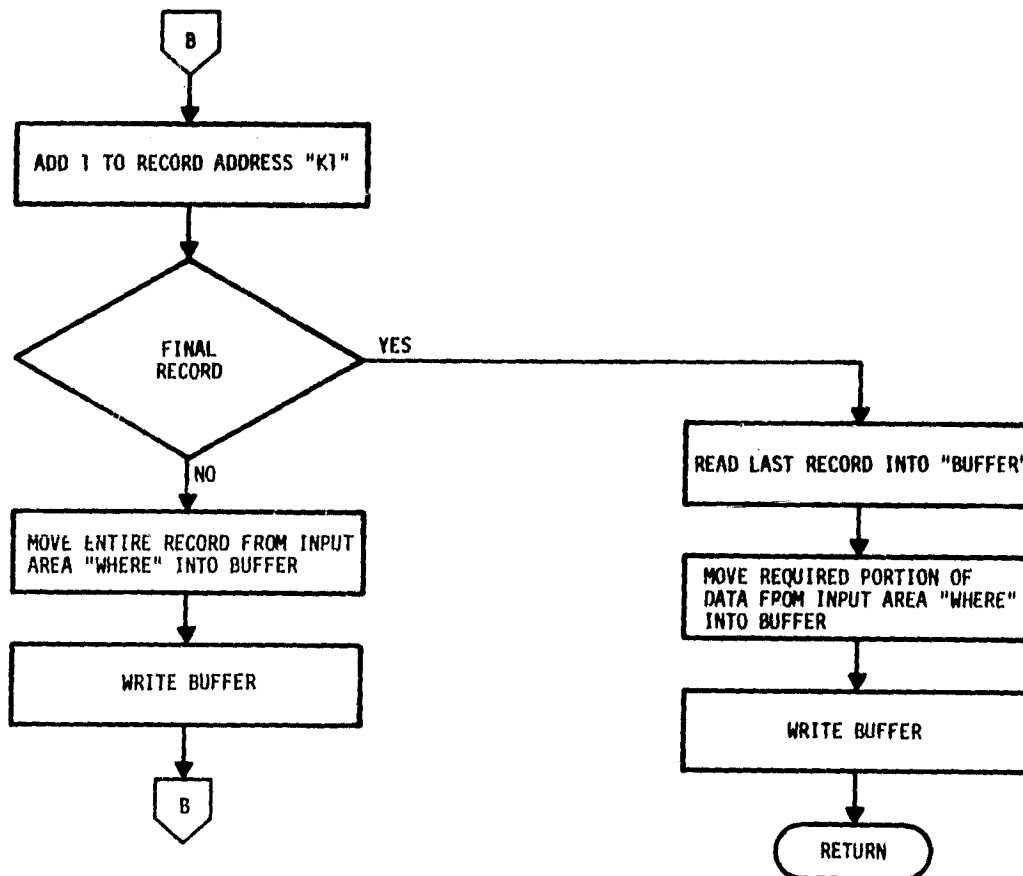 B
ADD 1 TO RECORD ADDRESS "K1"
FINAL
RECORD
YES
NO
MOVE ENTIRE RECORD FROM INPUT
AREA "WHERE" INTO BUFFER
WRITE BUFFER
B
READ LAST RECORD INTO "BUFFER"
MOVE REQUIRED PORTION OF
DATA FROM INPUT AREA "WHERE"
INTO BUFFER
WRITE BUFFER
RETURN